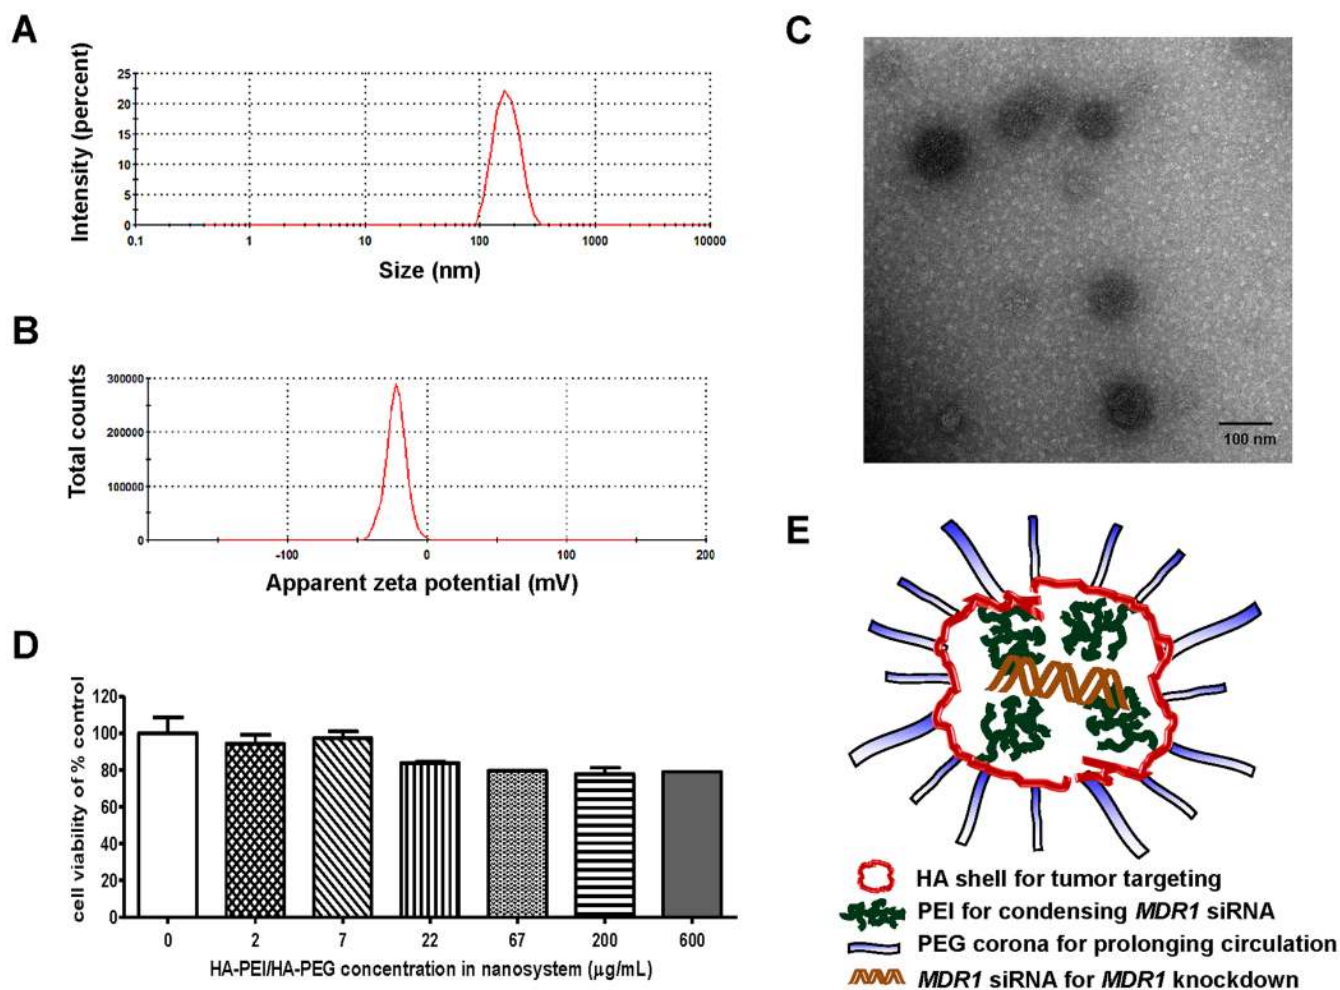 A
Intensity (percent)
25
20
15
10
5
0
0.1 1 10 100 1000 10000
Size (nm)
B
Total counts
300000
200000
100000
0
-100 0 100 200
Apparent zeta potential (mV)
C
100 nm
D
cell viability of % control
120
100
80
60
40
20
0
0 2 7 22 67 200 600
HA-PEI/HA-PEG concentration in nanosystem (μg/mL)
E
HA shell for tumor targeting
PEI for condensing MDR1 siRNA
PEG corona for prolonging circulation
MDR1 siRNA for MDR1 knockdown